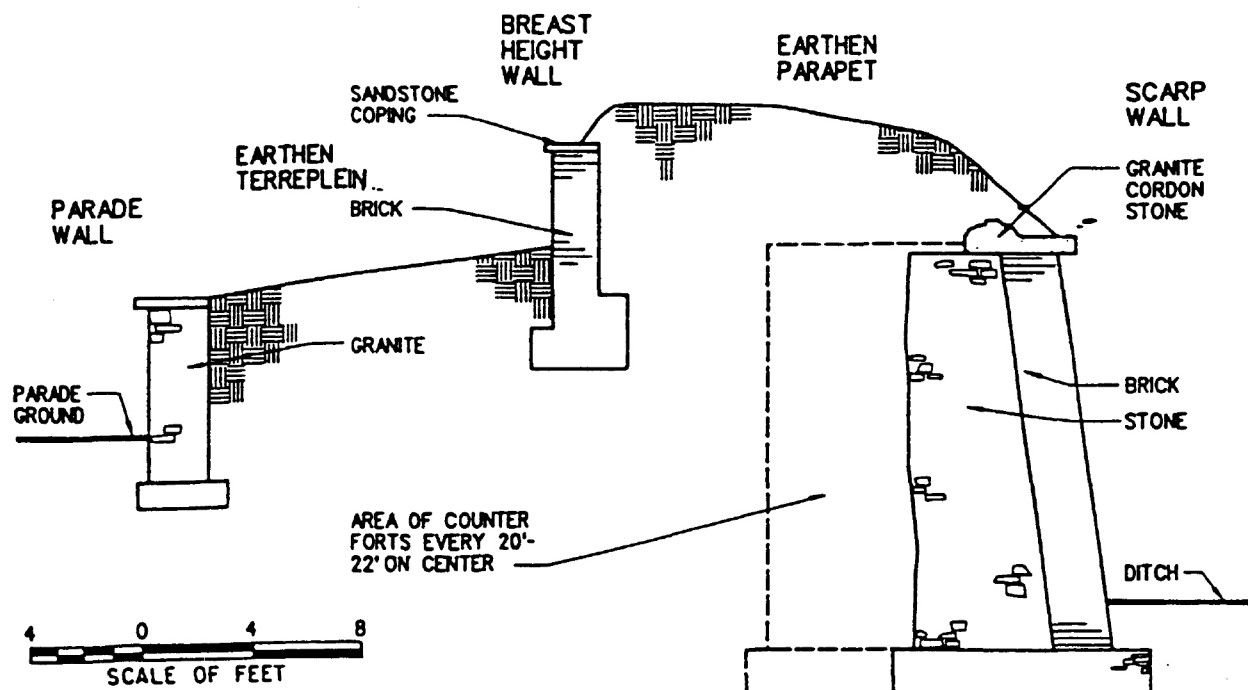 BREAST
HEIGHT
WALL
EARTHEN
PARAPET
SANDSTONE
COPING
SCARP
WALL
EARTHEN
TERREPLEIN
GRANITE
CORDON
STONE
PARADE
WALL
BRICK
GRANITE
PARADE
GROUND
BRICK
STONE
AREA OF COUNTER
FORTS EVERY 20'-
22' ON CENTER
DITCH
4 0 4 8
SCALE OF FEET